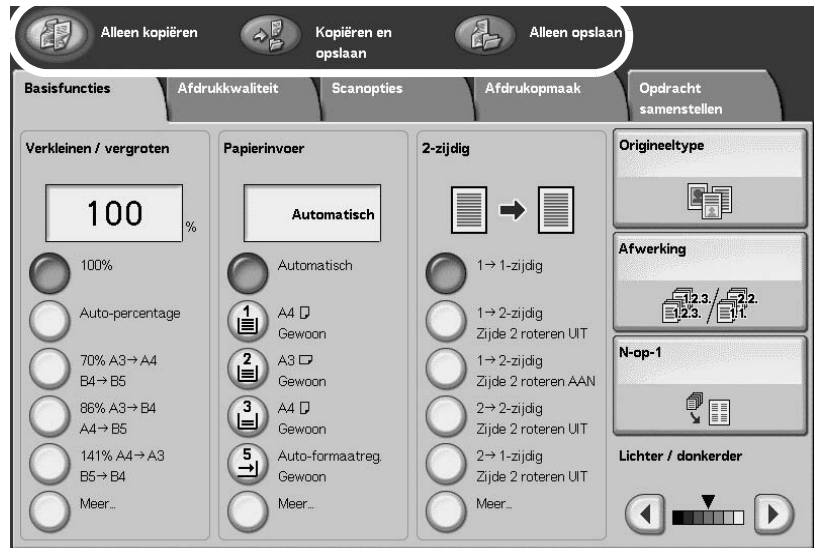 Alleen kopiëren
Kopiëren en
opslaan
Alleen opslaan
Basisfuncties
Afdrukkwaliteit
Scanopties
Afdrukopmaak
Opdracht
samenstellen
Verkleinen / vergroten
100 %
100%
Auto-percentage
70% A3→A4
B4→B5
86% A3→B4
A4→B5
141% A4→A3
B5→B4
Meer...
Papierinvoer
Automatisch
Automatisch
1 A4
Gewoon
2 A3
Gewoon
3 A4
Gewoon
5 Auto-formaatreg.
Gewoon
Meer...
2-zijdig
1→1-zijdig
1→2-zijdig
Zijde 2 roteren UIT
1→2-zijdig
Zijde 2 roteren AAN
2→2-zijdig
Zijde 2 roteren UIT
2→1-zijdig
Zijde 2 roteren UIT
Meer...
Origineeltype
Afwerking
1.2.3. / 2.2.
1.2.3. 1.1.
N-op-1
Lichter / donkerder